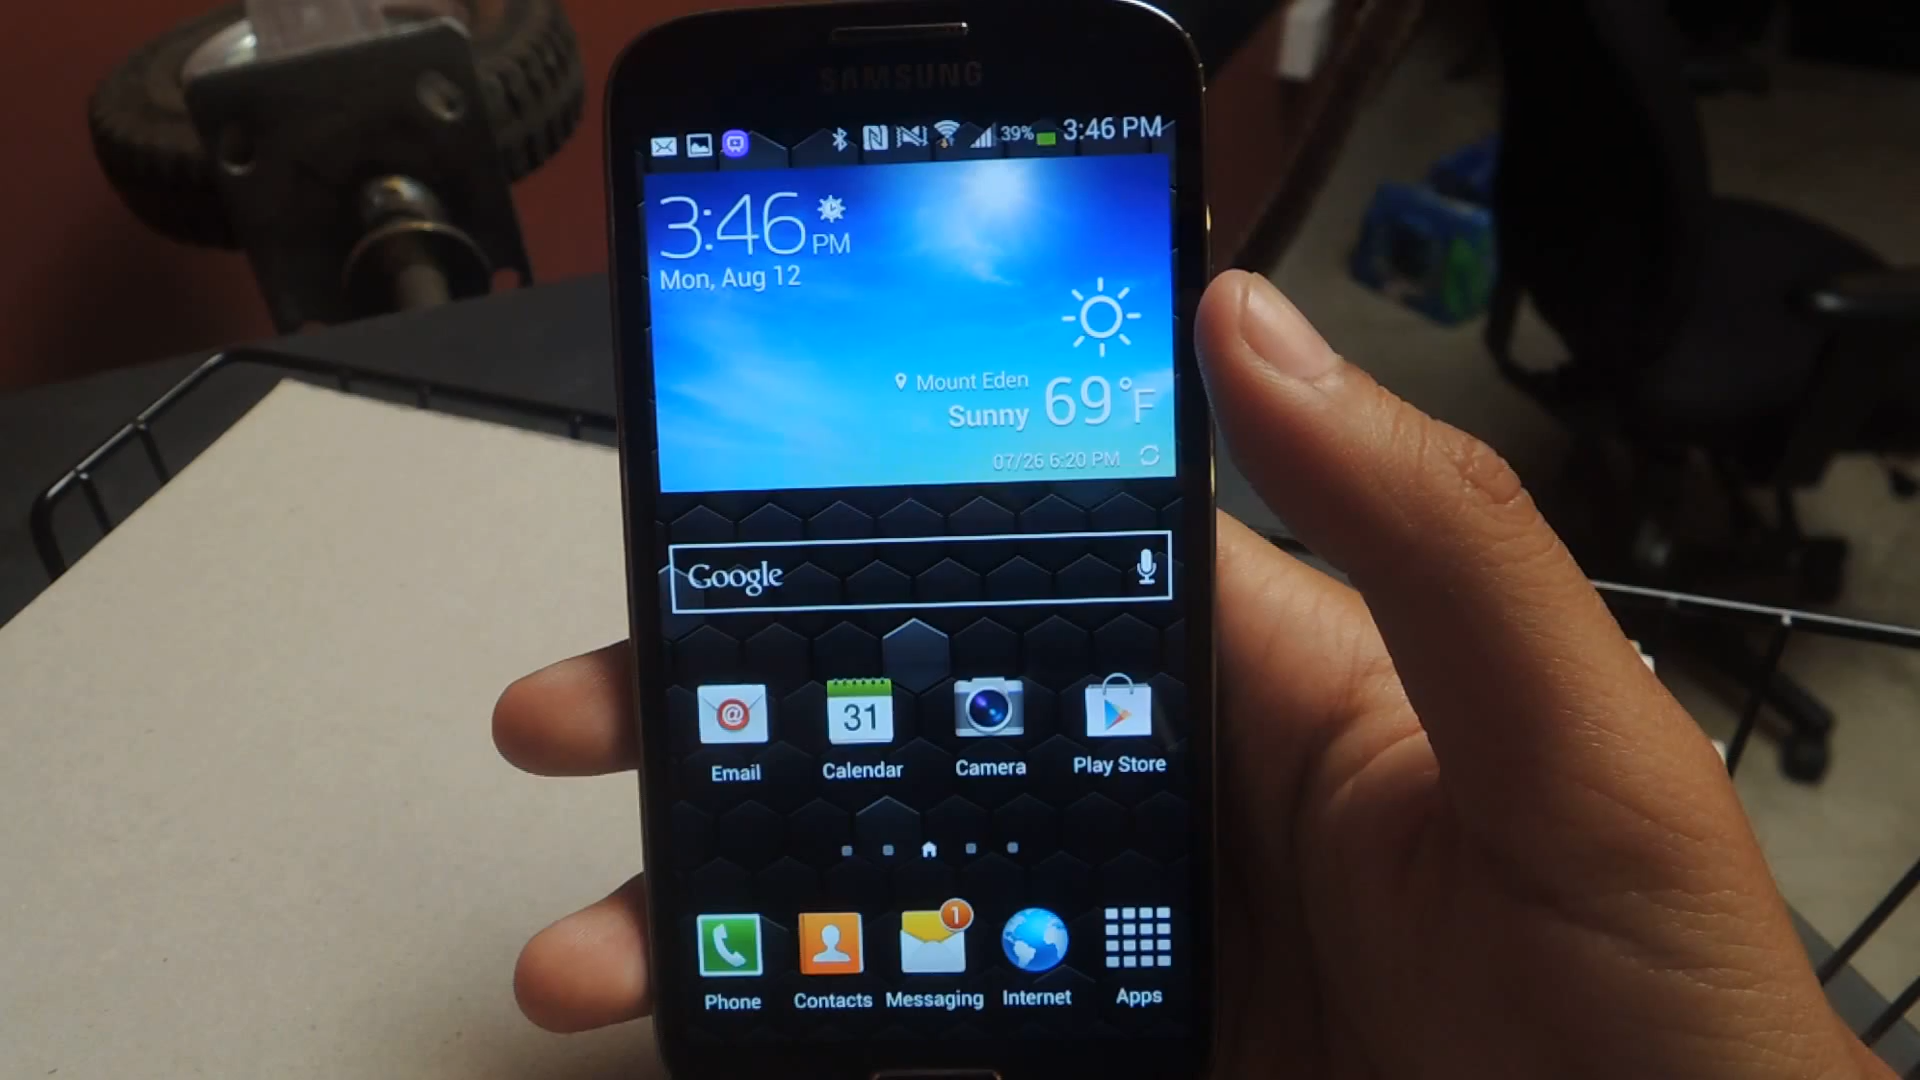 SAMSUNG
39% 3:46 PM
3:46 PM
Mon, Aug 12
Mount Eden
Sunny 69°F
07/26 6:20 PM
Google
@ 31
Email Calendar Camera Play Store
1
Phone Contacts Messaging Internet Apps